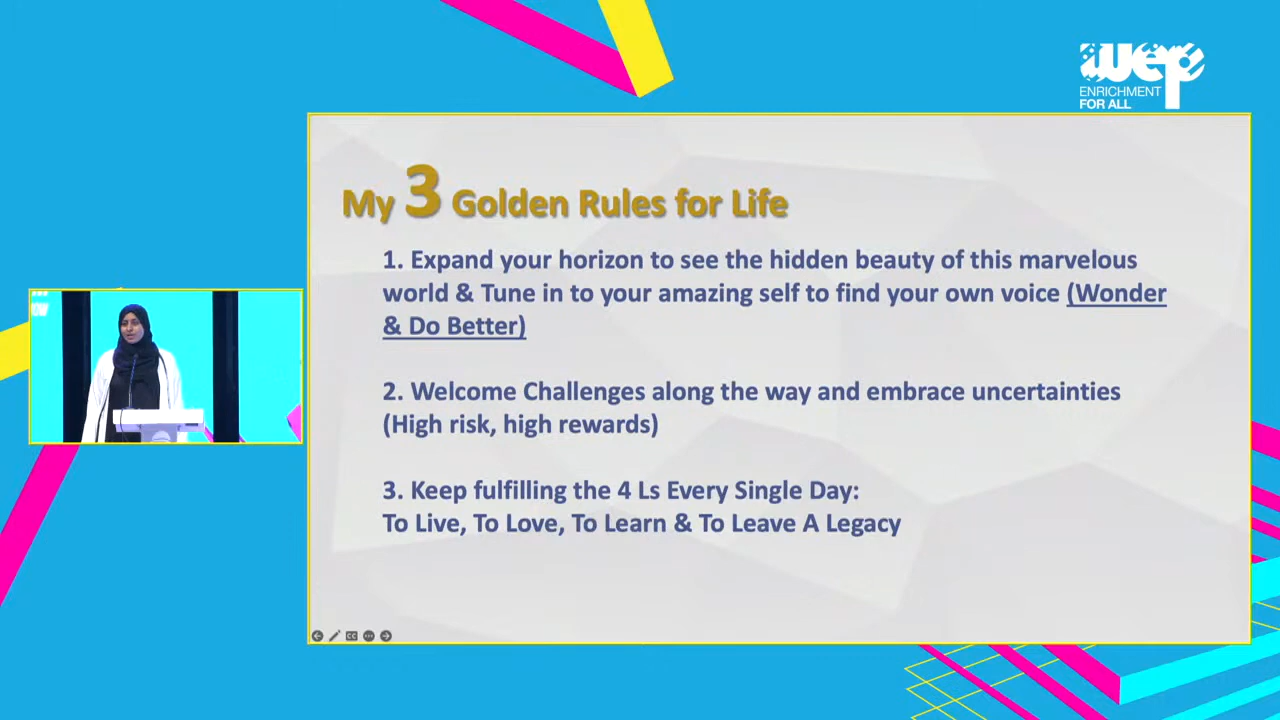 wep
ENRICHMENT
FOR ALL
My 3 Golden Rules for Life
1. Expand your horizon to see the hidden beauty of this marvelous
world & Tune in to your amazing self to find your own voice (Wonder
& Do Better)
2. Welcome Challenges along the way and embrace uncertainties
(High risk, high rewards)
3. Keep fulfilling the 4 Ls Every Single Day:
To Live, To Love, To Learn & To Leave A Legacy
CC